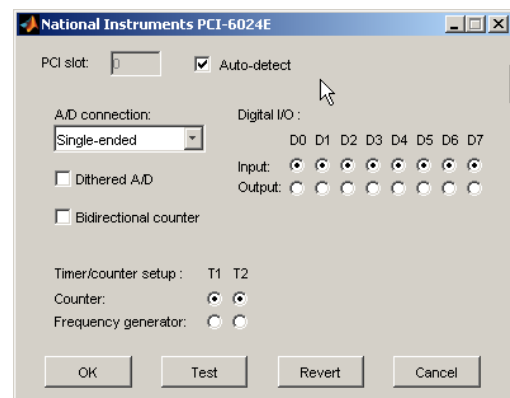 National Instruments PCI-6024E
PCI slot: 0 Auto-detect
A/D connection: Digital I/O :
Single-ended D0 D1 D2 D3 D4 D5 D6 D7
Input:
Dithered A/D Output:
Bidirectional counter
Timer/counter setup : T1 T2
Counter:
Frequency generator:
OK Test Revert Cancel